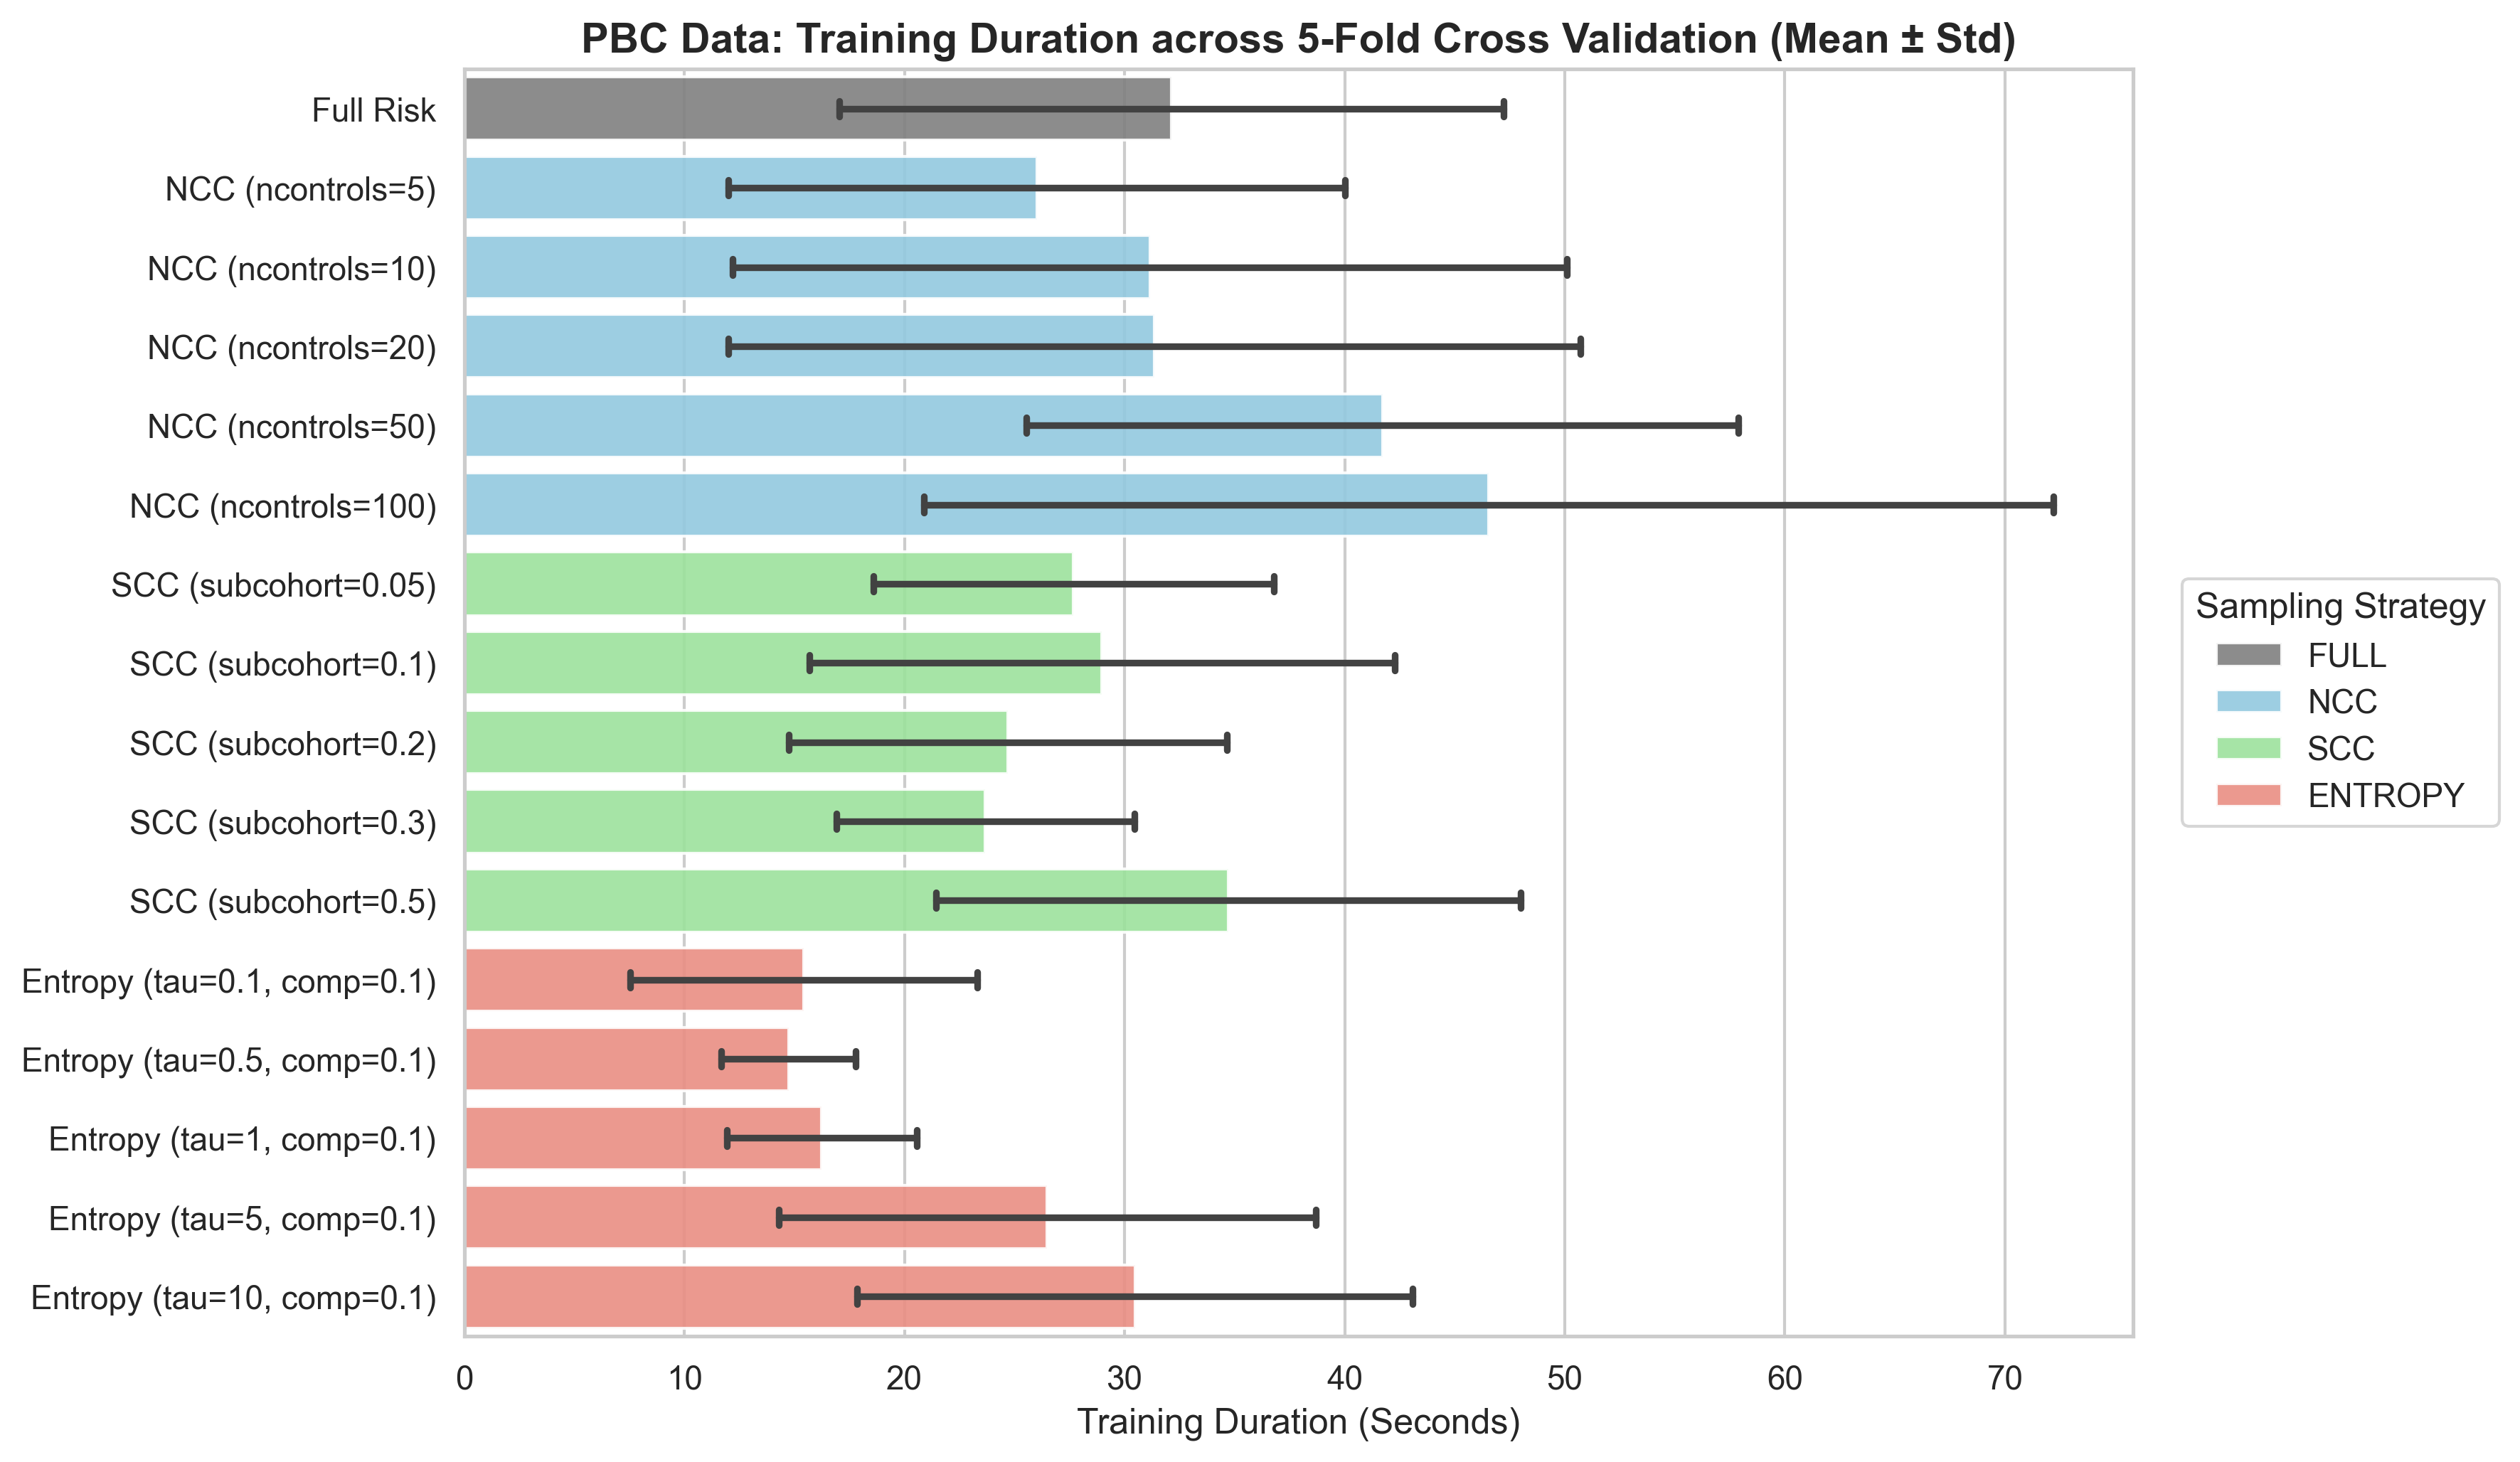 PBC Data: Training Duration across 5-Fold Cross Validation (Mean ± Std)
Full Risk
NCC (ncontrols=5)
NCC (ncontrols=10)
NCC (ncontrols=20)
NCC (ncontrols=50)
NCC (ncontrols=100)
SCC (subcohort=0.05)
SCC (subcohort=0.1)
SCC (subcohort=0.2)
SCC (subcohort=0.3)
SCC (subcohort=0.5)
Entropy (tau=0.1, comp=0.1)
Entropy (tau=0.5, comp=0.1)
Entropy (tau=1, comp=0.1)
Entropy (tau=5, comp=0.1)
Entropy (tau=10, comp=0.1)
0 10 20 30 40 50 60 70
Training Duration (Seconds)
Sampling Strategy
FULL
NCC
SCC
ENTROPY